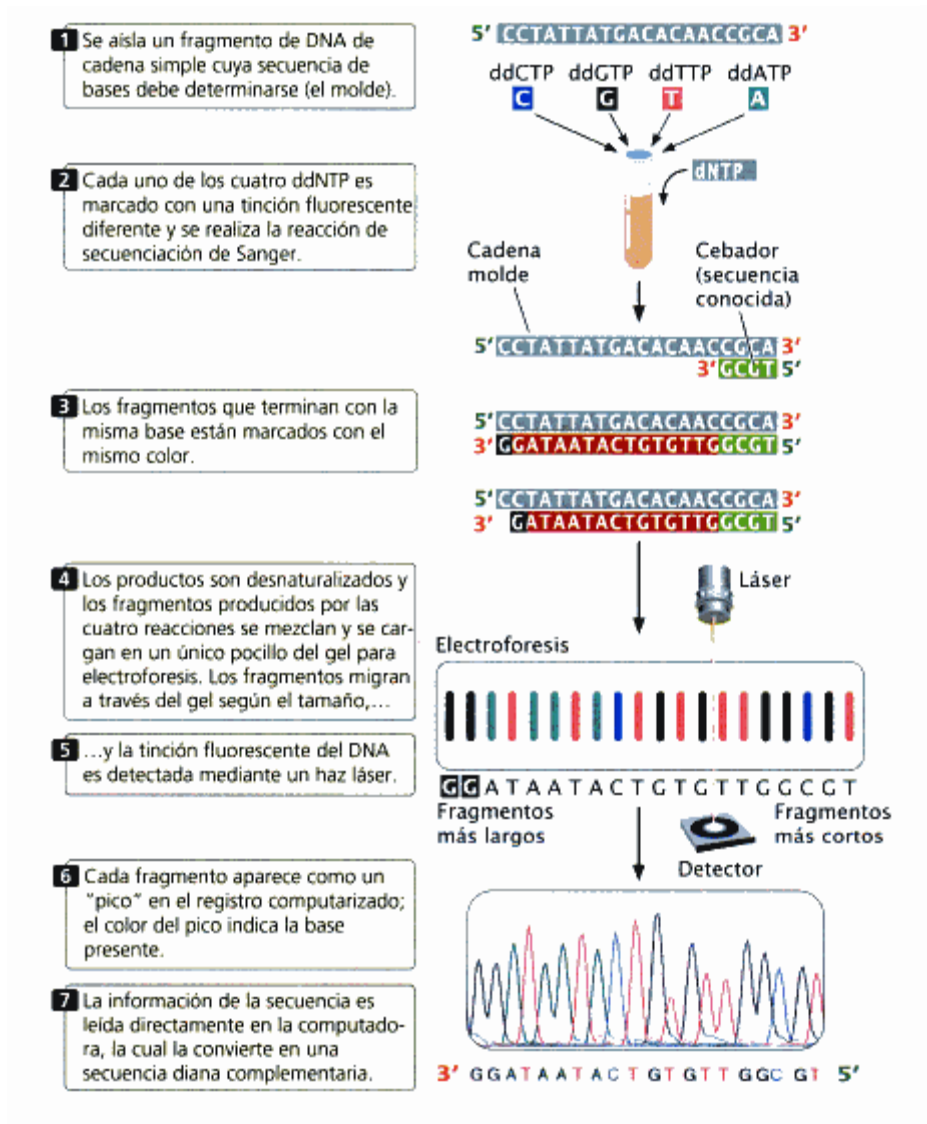 1 Se aísla un fragmento de DNA de
cadena simple cuya secuencia de
bases debe determinarse (el molde).
5' CCTATTATGACACAACCGCA 3'
ddCTP ddGTP ddTTP ddATP
C G T A
dNTP
2 Cada uno de los cuatro ddNTP es
marcado con una tinción fluorescente
diferente y se realiza la reacción de
secuenciación de Sanger.
Cadena
molde
Cebador
(secuencia
conocida)
5' CCTATTATGACACAACCGCA 3'
3' GCGT 5'
3 Los fragmentos que terminan con la
misma base están marcados con el
mismo color.
5' CCTATTATGACACAACCGCA 3'
3' GGATAATACTGTGTTGGCGT 5'
5' CCTATTATGACACAACCGCA 3'
3' GATAATACTGTGTTGGCGT 5'
4 Los productos son desnaturalizados y
los fragmentos producidos por las
cuatro reacciones se mezclan y se car-
gan en un único pocillo del gel para
electroforesis. Los fragmentos migran
a través del gel según el tamaño,...
Láser
Electroforesis
5 ...y la tinción fluorescente del DNA
es detectada mediante un haz láser.
GGATAATACTGTGTTGGCGT
Fragmentos
más largos
Fragmentos
más cortos
Detector
6 Cada fragmento aparece como un
"pico" en el registro computarizado;
el color del pico indica la base
presente.
7 La información de la secuencia es
leída directamente en la computado-
ra, la cual la convierte en una
secuencia diana complementaria.
3' GGATAATACTGTGTTGGCGT 5'